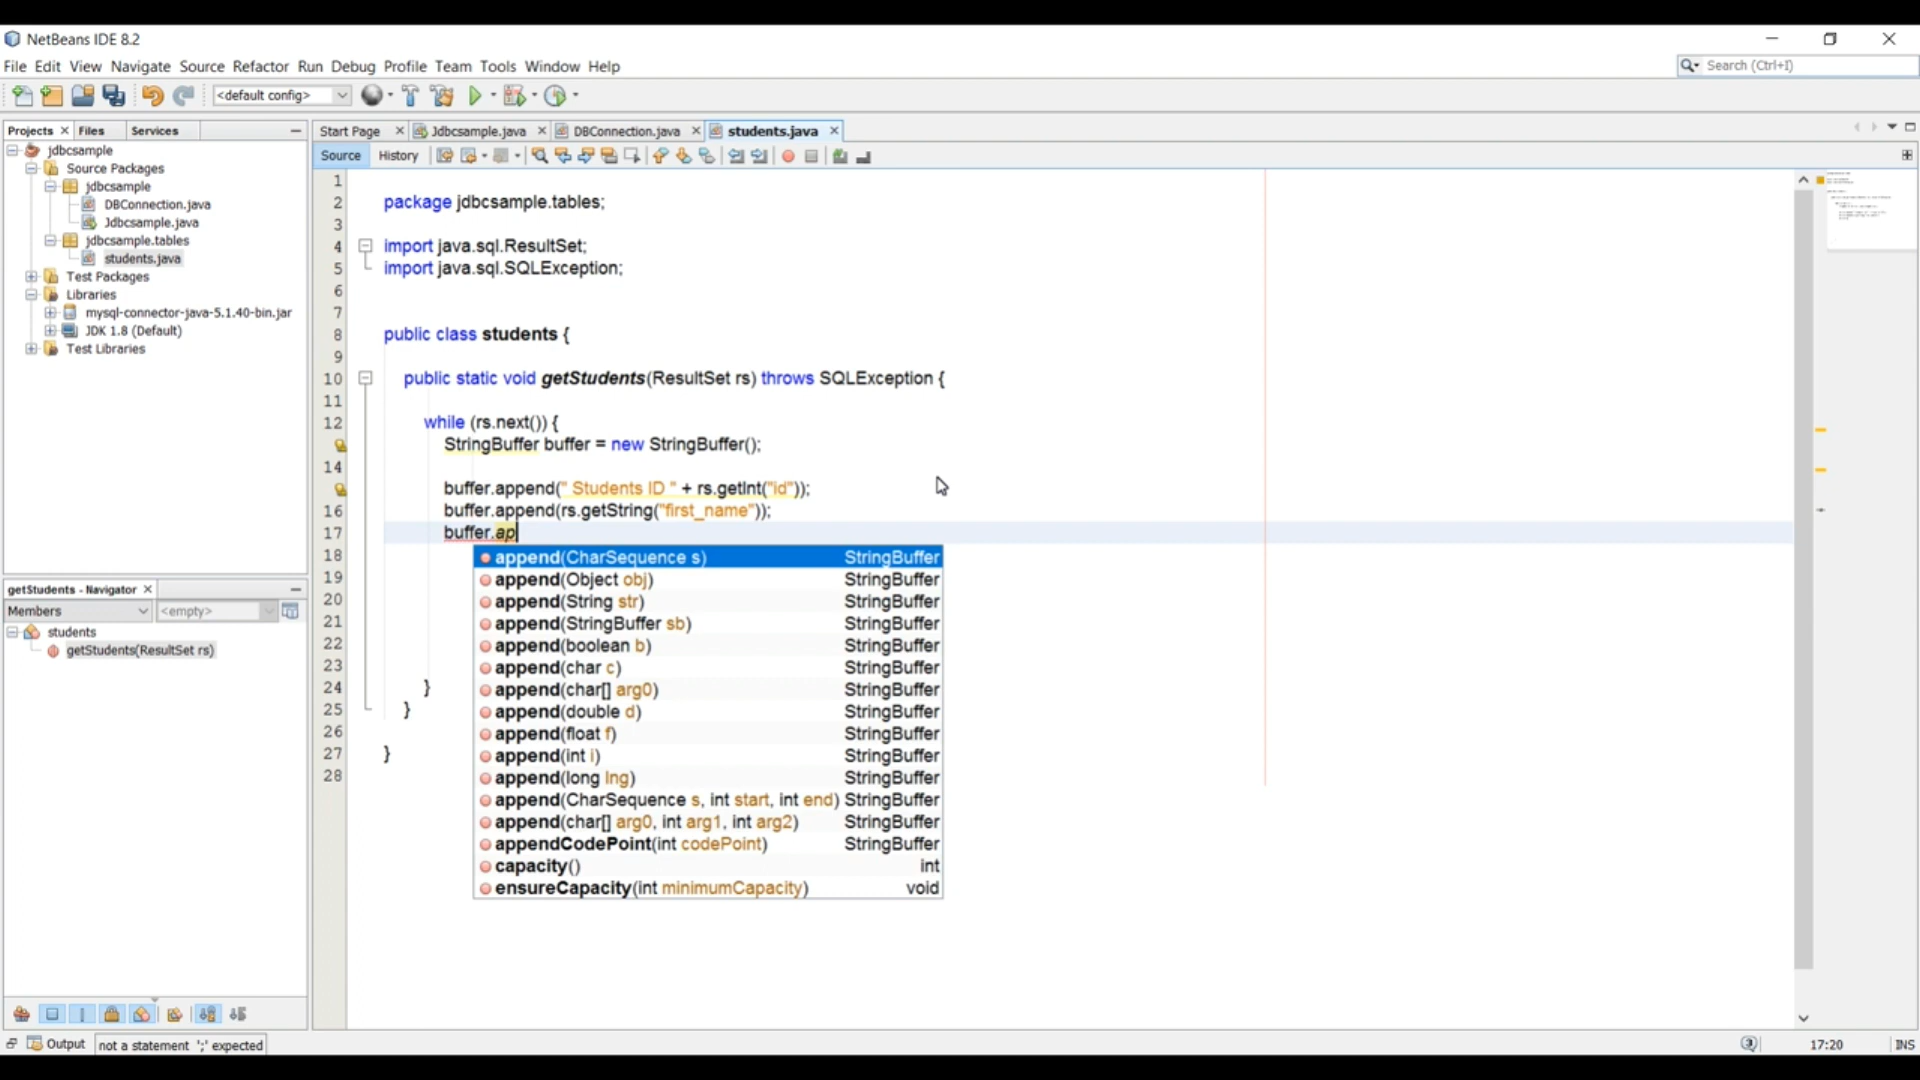 NetBeans IDE 8.2
File Edit View Navigate Source Refactor Run Debug Profile Team Tools Window Help
Search (Ctrl+I)
<default config>
Projects Files Services
jdbcsample
Source Packages
jdbcsample
DBConnection.java
Jdbcsample.java
jdbcsample.tables
students.java
Test Packages
Libraries
mysql-connector-java-5.1.40-bin.jar
JDK 1.8 (Default)
Test Libraries
getStudents - Navigator
Members <empty>
students
getStudents(ResultSet rs)
Start Page Jdbcsample.java DBConnection.java students.java
Source History
1
2 package jdbcsample.tables;
3
4 import java.sql.ResultSet;
5 import java.sql.SQLException;
6
7
8 public class students {
9
10 public static void getStudents(ResultSet rs) throws SQLException {
11
12 while (rs.next()) {
StringBuffer buffer = new StringBuffer();
14
buffer.append(" Students ID " + rs.getInt("id"));
16 buffer.append(rs.getString("first_name"));
17 buffer.ap
18
19
20
21
22
23
24 }
25 }
26
27 }
28
append(CharSequence s) StringBuffer
append(Object obj) StringBuffer
append(String str) StringBuffer
append(StringBuffer sb) StringBuffer
append(boolean b) StringBuffer
append(char c) StringBuffer
append(char[] arg0) StringBuffer
append(double d) StringBuffer
append(float f) StringBuffer
append(int i) StringBuffer
append(long lng) StringBuffer
append(CharSequence s, int start, int end) StringBuffer
append(char[] arg0, int arg1, int arg2) StringBuffer
appendCodePoint(int codePoint) StringBuffer
capacity() int
ensureCapacity(int minimumCapacity) void
Output not a statement ';' expected
3 17:20 INS